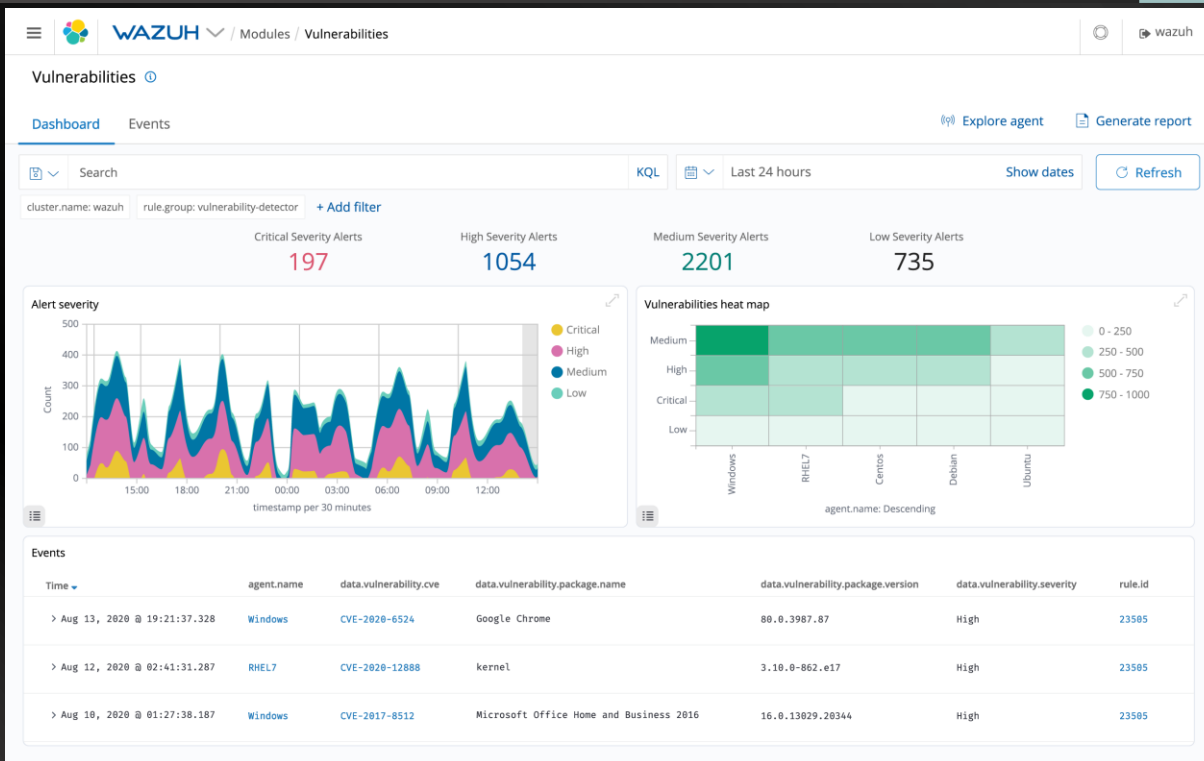 WAZUH / Modules / Vulnerabilities wazuh
Vulnerabilities
Dashboard Events Explore agent Generate report
Search KQL Last 24 hours Show dates Refresh
cluster.name: wazuh rule.group: vulnerability-detector + Add filter
Critical Severity Alerts High Severity Alerts Medium Severity Alerts Low Severity Alerts
197 1054 2201 735
Alert severity
500
400
300
200
100
0
Count
15:00 18:00 21:00 00:00 03:00 06:00 09:00 12:00
timestamp per 30 minutes
Critical
High
Medium
Low
Vulnerabilities heat map
Medium
High
Critical
Low
Windows RHEL7 Centos Debian Ubuntu
agent.name: Descending
0 - 250
250 - 500
500 - 750
750 - 1000
Events
Time agent.name data.vulnerability.cve data.vulnerability.package.name data.vulnerability.package.version data.vulnerability.severity rule.id
> Aug 13, 2020 @ 19:21:37.328 Windows CVE-2020-6524 Google Chrome 80.0.3987.87 High 23505
> Aug 12, 2020 @ 02:41:31.287 RHEL7 CVE-2020-12888 kernel 3.10.0-862.e17 High 23505
> Aug 10, 2020 @ 01:27:38.187 Windows CVE-2017-8512 Microsoft Office Home and Business 2016 16.0.13029.20344 High 23505